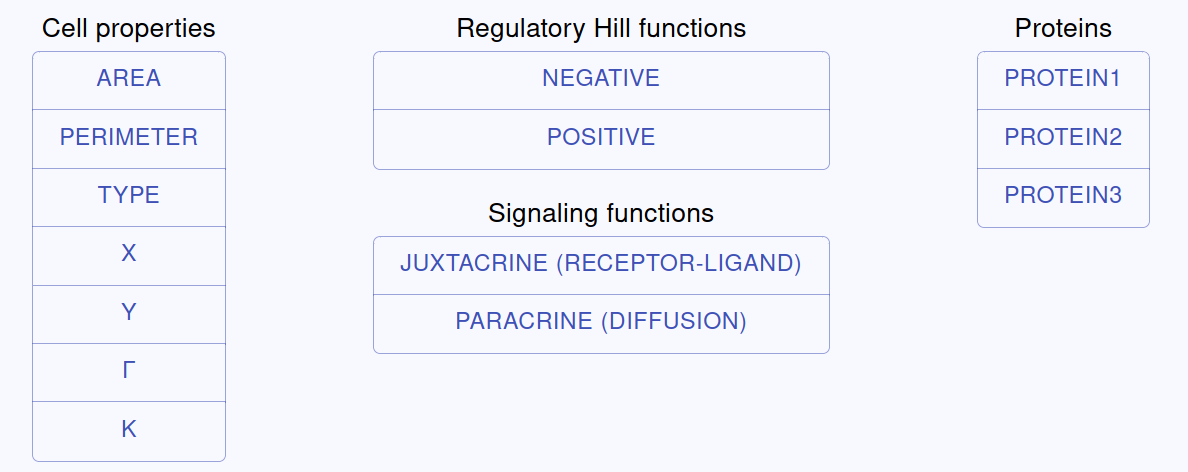 Cell properties
AREA
PERIMETER
TYPE
X
Y
Γ
K
Regulatory Hill functions
NEGATIVE
POSITIVE
Signaling functions
JUXTACRINE (RECEPTOR-LIGAND)
PARACRINE (DIFFUSION)
Proteins
PROTEIN1
PROTEIN2
PROTEIN3